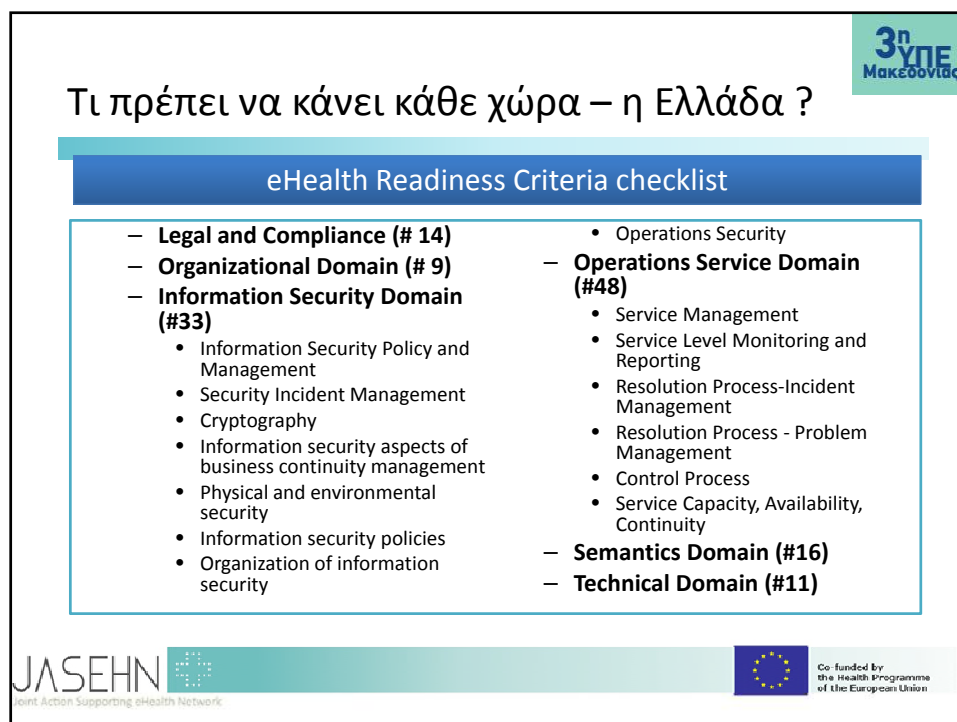 3η
ΥΠΕ
Μακεδονίας
Τι πρέπει να κάνει κάθε χώρα – η Ελλάδα ?
eHealth Readiness Criteria checklist
– Legal and Compliance (# 14)
– Organizational Domain (# 9)
– Information Security Domain
(#33)
• Information Security Policy and
Management
• Security Incident Management
• Cryptography
• Information security aspects of
business continuity management
• Physical and environmental
security
• Information security policies
• Organization of information
security
• Operations Security
– Operations Service Domain
(#48)
• Service Management
• Service Level Monitoring and
Reporting
• Resolution Process-Incident
Management
• Resolution Process - Problem
Management
• Control Process
• Service Capacity, Availability,
Continuity
– Semantics Domain (#16)
– Technical Domain (#11)
JASEHN
Joint Action Supporting eHealth Network
Co-funded by
the Health Programme
of the European Union